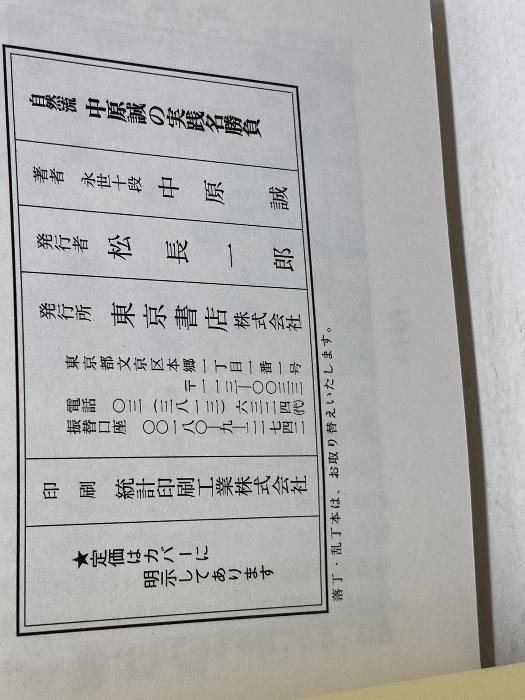 自然流 中原誠の実践名勝負
著者
永世十段
中原誠
発行者
松長一郎
発行所
東京書店株式会社
東京都文京区本郷一丁目一番一号
〒一一三―〇〇三三
電話 〇三(三八一三)六三二四(代)
振替口座 〇〇一八〇―九―二二七四二
印刷
統計印刷工業株式会社
★定価はカバーに
明示してあります
落丁・乱丁本は、お取り替えいたします。